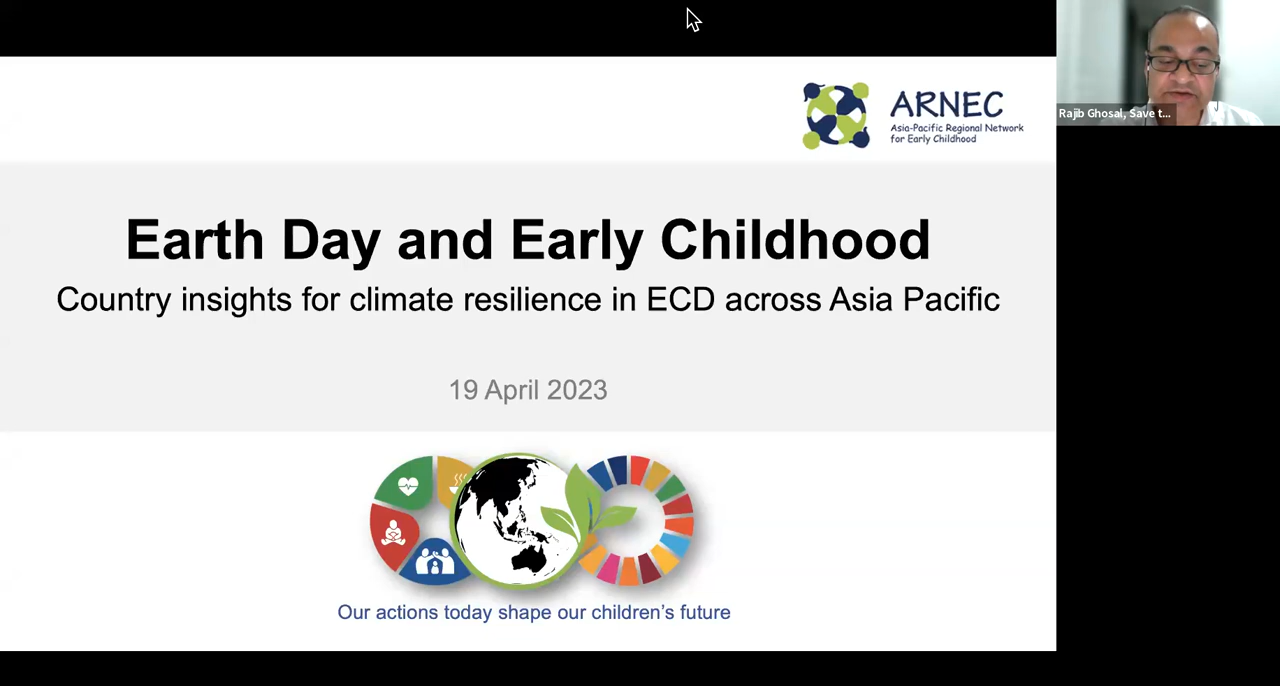 ARNEC
Asia-Pacific Regional Network
for Early Childhood
Rajib Ghosal, Save t...
Earth Day and Early Childhood
Country insights for climate resilience in ECD across Asia Pacific
19 April 2023
Our actions today shape our children's future